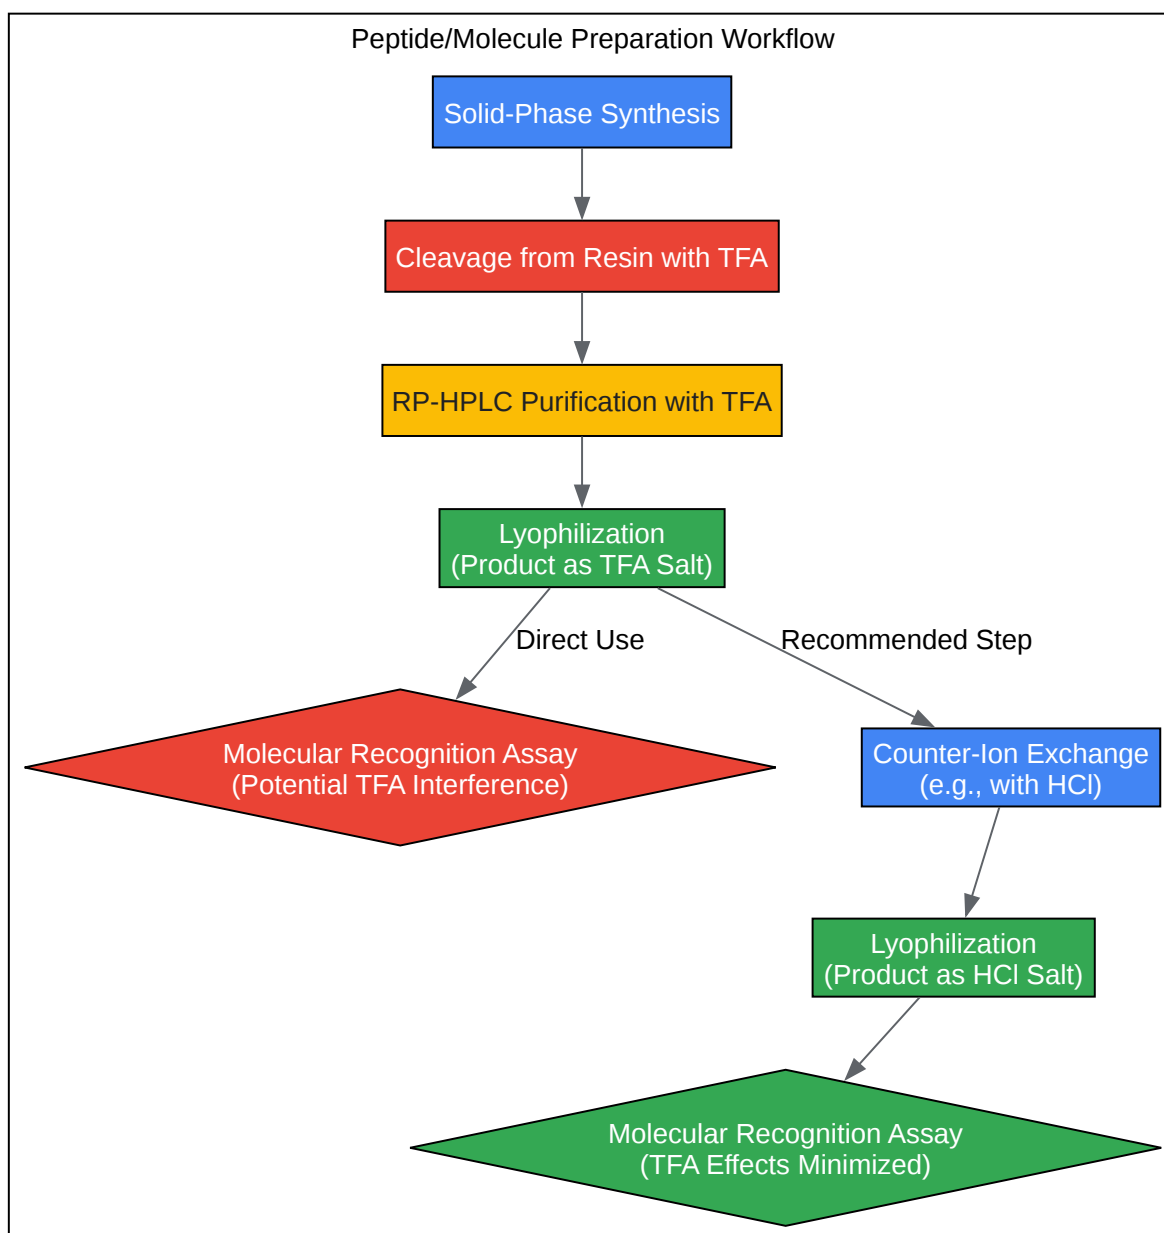 Peptide/Molecule Preparation Workflow
Solid-Phase Synthesis
Cleavage from Resin with TFA
RP-HPLC Purification with TFA
Lyophilization
(Product as TFA Salt)
Direct Use
Recommended Step
Molecular Recognition Assay
(Potential TFA Interference)
Counter-Ion Exchange
(e.g., with HCl)
Lyophilization
(Product as HCl Salt)
Molecular Recognition Assay
(TFA Effects Minimized)